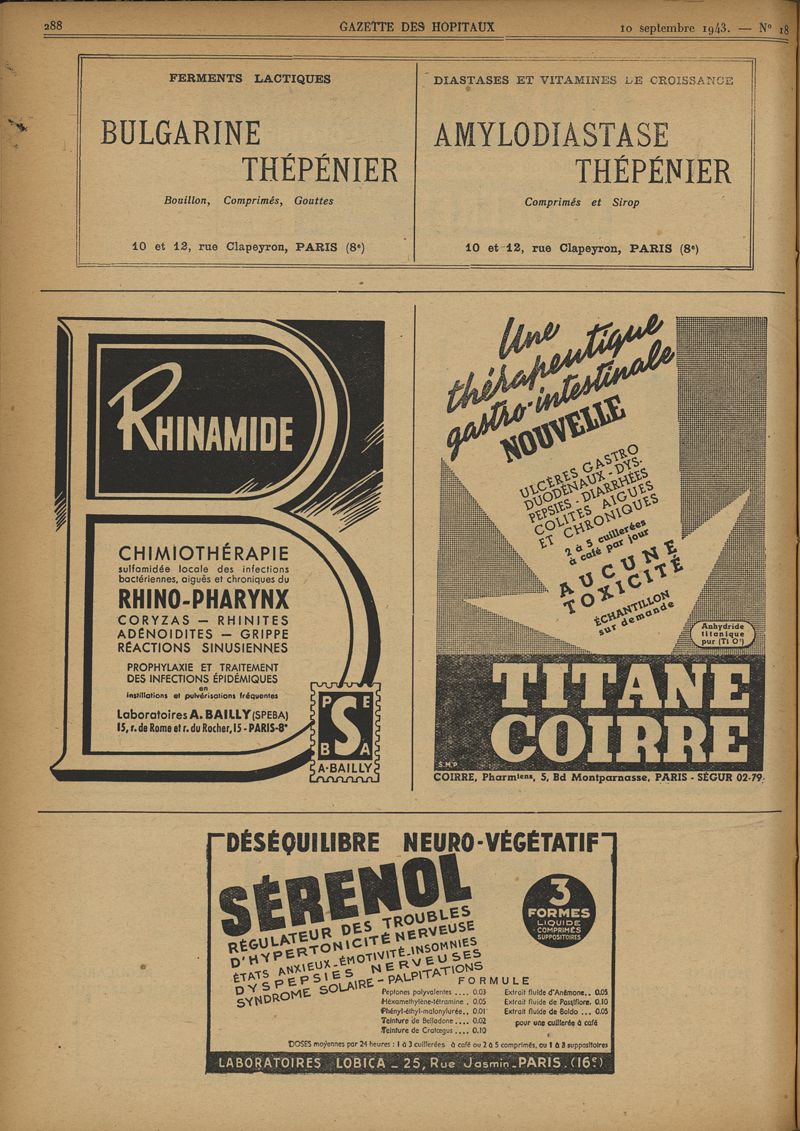 288
GAZETTE DES HOPITAUX
10 septembre 1943. — N° 18
FERMENTS LACTIQUES
BULGARINE
THÉPÉNIER
Bouillon, Comprimés, Gouttes
10 et 12, rue Clapeyron, PARIS (8e)
DIASTASES ET VITAMINES DE CROISSANCE
AMYLODIASTASE
THÉPÉNIER
Comprimés et Sirop
10 et 12, rue Clapeyron, PARIS (8e)
RHINAMIDE
CHIMIOTHÉRAPIE
sulfamidée locale des infections
bactériennes, aiguës et chroniques du
RHINO-PHARYNX
CORYZAS — RHINITES
ADÉNOIDITES — GRIPPE
RÉACTIONS SINUSIENNES
PROPHYLAXIE ET TRAITEMENT
DES INFECTIONS ÉPIDÉMIQUES
en
instillations et pulvérisations fréquentes
Laboratoires A. BAILLY (SPEBA)
15, r. de Rome et r. du Rocher, 15 - PARIS-8e
P E
S
B A
A. BAILLY
Une
thérapeutique
gastro-intestinale
NOUVELLE
ULCÈRES GASTRO
DUODÉNAUX - DYS-
PEPSIES - DIARRHÉES
COLITES AIGUES
ET CHRONIQUES
2 à 5 cuillerées
à café par jour
AUCUNE
TOXICITÉ
ÉCHANTILLON
sur demande
Anhydride
titanique
pur (Ti O²)
TITANE
COIRRE
S.M.P.
COIRRE, Pharmiens, 5, Bd Montparnasse, PARIS - SÉGUR 02-79
DÉSÉQUILIBRE NEURO-VÉGÉTATIF
SÉRENOL
RÉGULATEUR DES TROUBLES
D'HYPERTONICITÉ NERVEUSE
ÉTATS ANXIEUX-ÉMOTIVITÉ-INSOMNIES
DYSPEPSIES NERVEUSES
SYNDROME SOLAIRE - PALPITATIONS
3
FORMES
LIQUIDE
COMPRIMÉS
SUPPOSITOIRES
FORMULE
Peptones polyvalentes .... 0.03
Hexaméthylène-tétramine . 0.05
Phényl-éthyl-malonylurée.. 0.01
Teinture de Belladone .... 0.02
Teinture de Cratœgus .... 0.10
Extrait fluide d'Anémone.. 0.05
Extrait fluide de Passiflore. 0.10
Extrait fluide de Boldo ... 0.05
pour une cuillerée à café
DOSES moyennes par 24 heures : 1 à 3 cuillerées à café ou 2 à 5 comprimés, ou 1 à 3 suppositoires
LABORATOIRES LOBICA - 25, Rue Jasmin - PARIS. (16e)